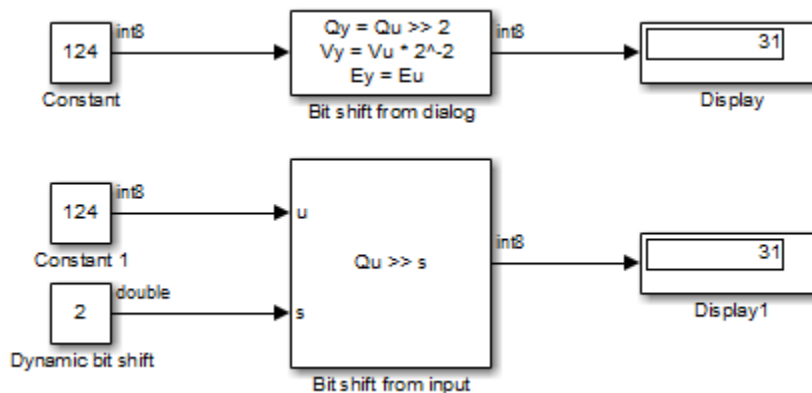 int8
Qy = Qu >> 2
int8
124
Vy = Vu * 2^-2
31
Ey = Eu
Constant
Bit shift from dialog
Display
int8
124
u
int8
Constant 1
Qu >> s
31
double
2
s
Display1
Dynamic bit shift
Bit shift from input